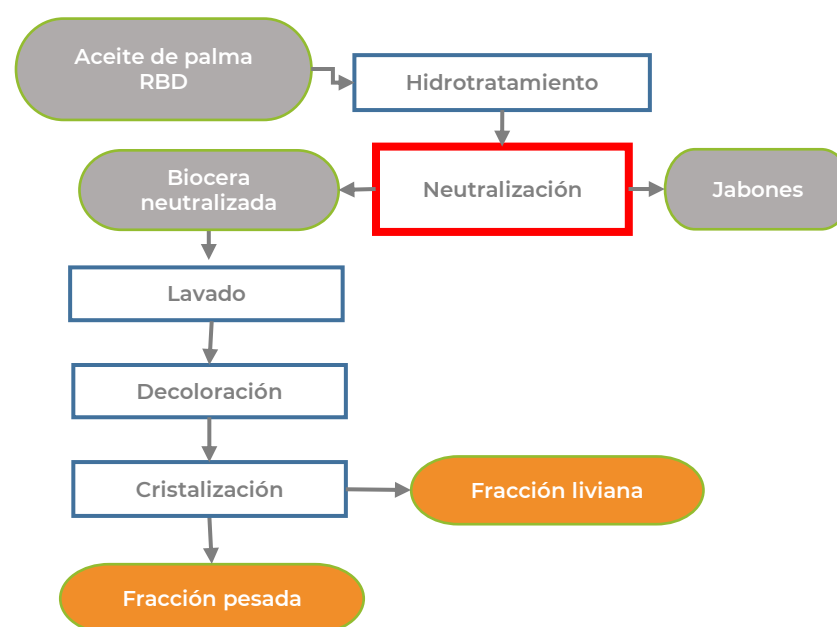 Aceite de palma
RBD
Hidrotratamiento
Biocera
neutralizada
Neutralización
Jabones
Lavado
Decoloración
Cristalización
Fracción liviana
Fracción pesada